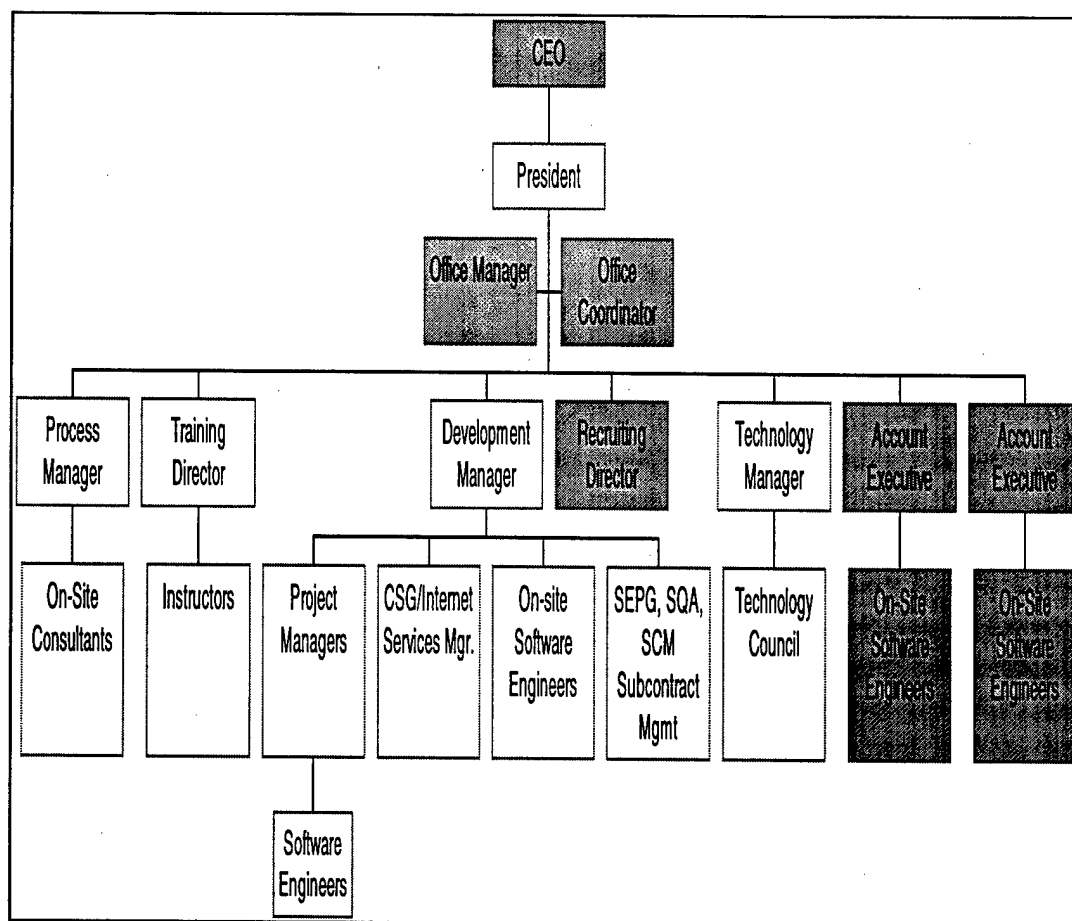 CEO
President
Office Manager
Office
Coordinator
Process
Manager
Training
Director
Development
Manager
Recruiting
Director
Technology
Manager
Account
Executive
Account
Executive
On-Site
Consultants
Instructors
Project
Managers
CSG/Internet
Services Mgr.
On-site
Software
Engineers
SEPG, SQA,
SCM
Subcontract
Mgmt
Technology
Council
On-Site
Software
Engineers
On-Site
Software
Engineers
Software
Engineers